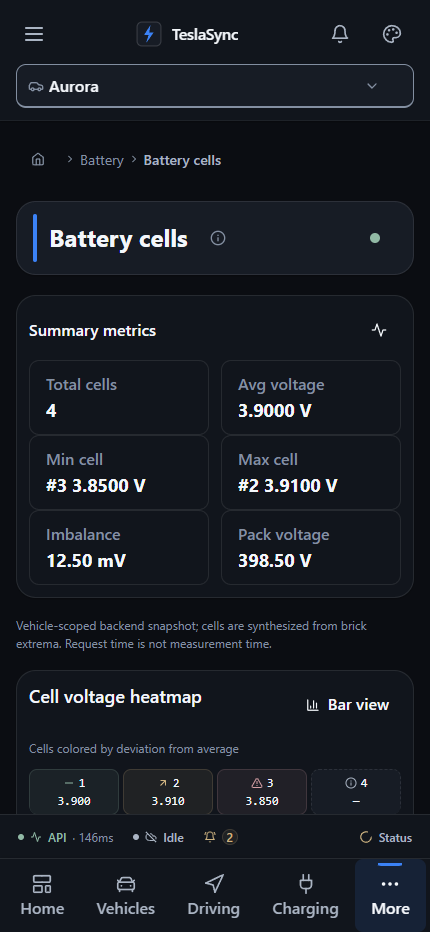 TeslaSync
Aurora
Battery
Battery cells
Battery cells
Summary metrics
Total cells
4
Avg voltage
3.9000 V
Min cell
#3 3.8500 V
Max cell
#2 3.9100 V
Imbalance
12.50 mV
Pack voltage
398.50 V
Vehicle-scoped backend snapshot; cells are synthesized from brick
extrema. Request time is not measurement time.
Cell voltage heatmap
Bar view
Cells colored by deviation from average
1
3.900
2
3.910
3
3.850
4
—
API · 146ms
Idle
2
Status
Home
Vehicles
Driving
Charging
More